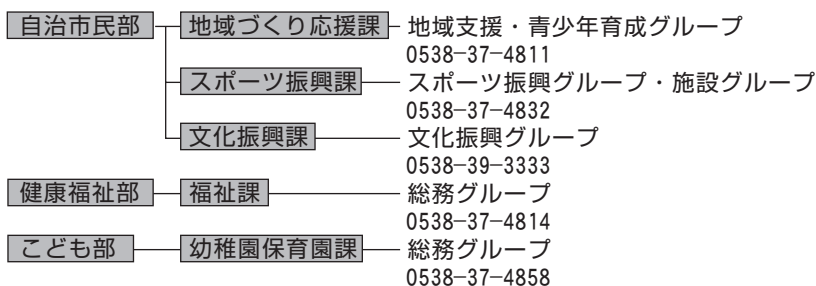 自治市民部 地域づくり応援課 地域支援・青少年育成グループ
0538-37-4811
スポーツ振興課 スポーツ振興グループ・施設グループ
0538-37-4832
文化振興課 文化振興グループ
0538-39-3333
健康福祉部 福祉課 総務グループ
0538-37-4814
こども部 幼稚園保育園課 総務グループ
0538-37-4858